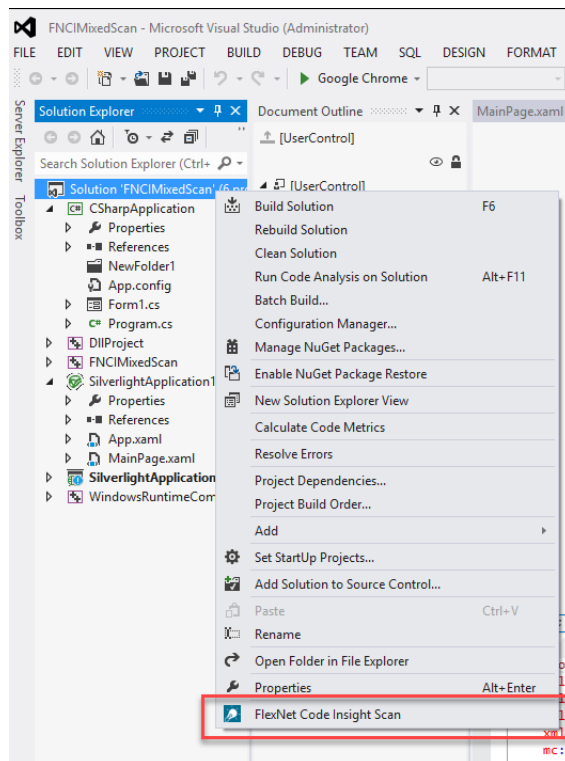 FNCIMixedScan - Microsoft Visual Studio (Administrator)
FILE EDIT VIEW PROJECT BUILD DEBUG TEAM SQL DESIGN FORMAT
Google Chrome
Server Explorer
Toolbox
Solution Explorer
Document Outline
MainPage.xaml
[UserControl]
Search Solution Explorer (Ctrl+
[UserControl]
Solution 'FNCIMixedScan' (6 pro
CSharpApplication
Properties
References
NewFolder1
App.config
Form1.cs
Program.cs
DllProject
FNCIMixedScan
SilverlightApplication1
Properties
References
App.xaml
MainPage.xaml
SilverlightApplication
WindowsRuntimeCom
Build Solution F6
Rebuild Solution
Clean Solution
Run Code Analysis on Solution Alt+F11
Batch Build...
Configuration Manager...
Manage NuGet Packages...
Enable NuGet Package Restore
New Solution Explorer View
Calculate Code Metrics
Resolve Errors
Project Dependencies...
Project Build Order...
Add
Set StartUp Projects...
Add Solution to Source Control...
Paste Ctrl+V
Rename
Open Folder in File Explorer
Properties Alt+Enter
FlexNet Code Insight Scan
xml
mc: